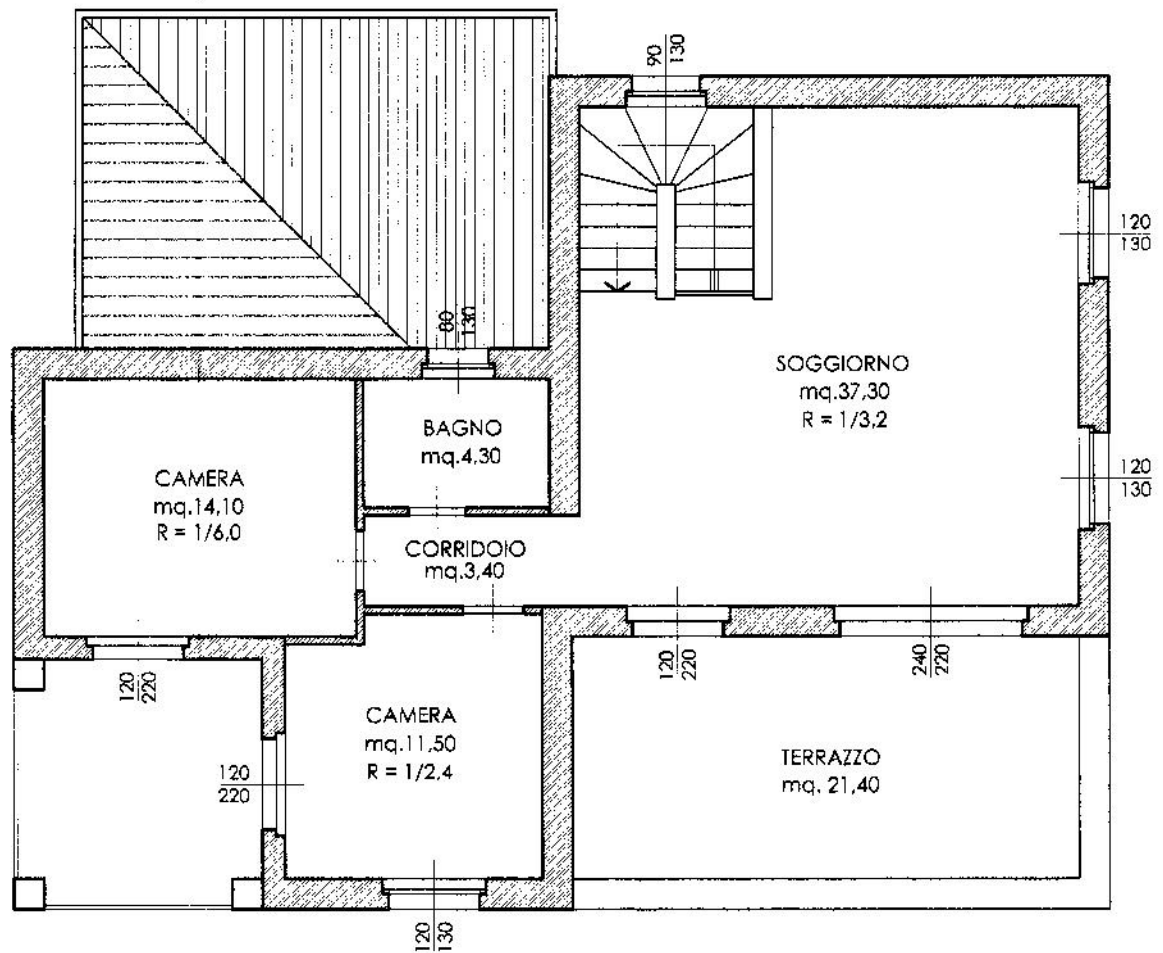 90
130
120
130
80
130
SOGGIORNO
mq.37,30
R = 1/3,2
BAGNO
mq.4,30
CAMERA
mq.14,10
R = 1/6,0
120
130
CORRIDOIO
mq.3,40
120
220
120
220
240
220
CAMERA
mq.11,50
R = 1/2,4
120
220
TERRAZZO
mq. 21,40
120
130